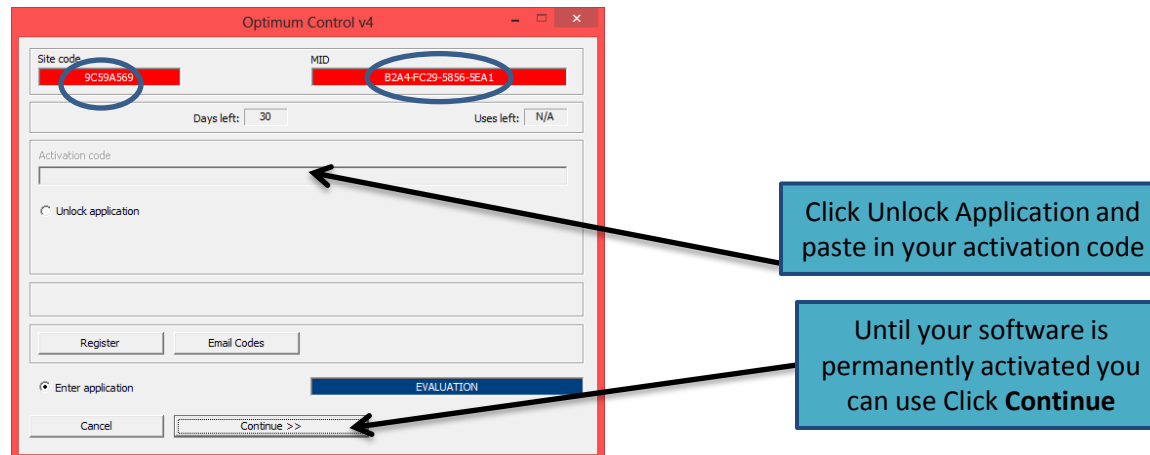 Optimum Control v4
Site code
MID
9C59A569
B2A4-FC29-5856-5EA1
Days left: 30
Uses left: N/A
Activation code
Unlock application
Click Unlock Application and
paste in your activation code
Register
Email Codes
Until your software is
permanently activated you
can use Click Continue
Enter application
EVALUATION
Cancel
Continue >>